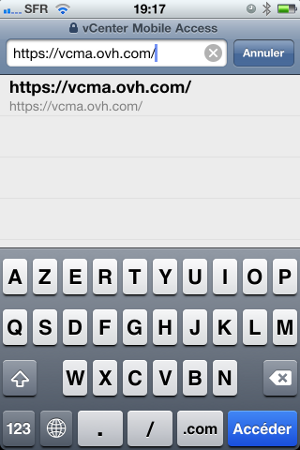 SFR 19:17
vCenter Mobile Access
https://vcma.ovh.com/ Annuler
https://vcma.ovh.com/
https://vcma.ovh.com/
A Z E R T Y U I O P
Q S D F G H J K L M
W X C V B N
123 . / .com Accéder